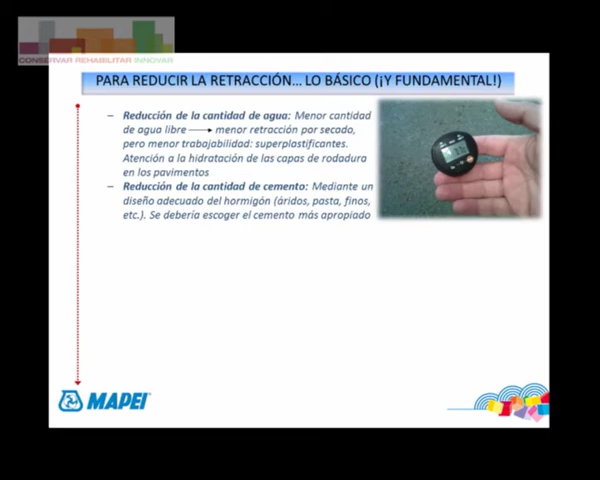 CONSERVAR REHABILITAR INNOVAR
PARA REDUCIR LA RETRACCIÓN... LO BÁSICO (¡Y FUNDAMENTAL!)
– Reducción de la cantidad de agua: Menor cantidad
de agua libre → menor retracción por secado,
pero menor trabajabilidad: superplastificantes.
Atención a la hidratación de las capas de rodadura
en los pavimentos
– Reducción de la cantidad de cemento: Mediante un
diseño adecuado del hormigón (áridos, pasta, finos,
etc.). Se debería escoger el cemento más apropiado
MAPEI